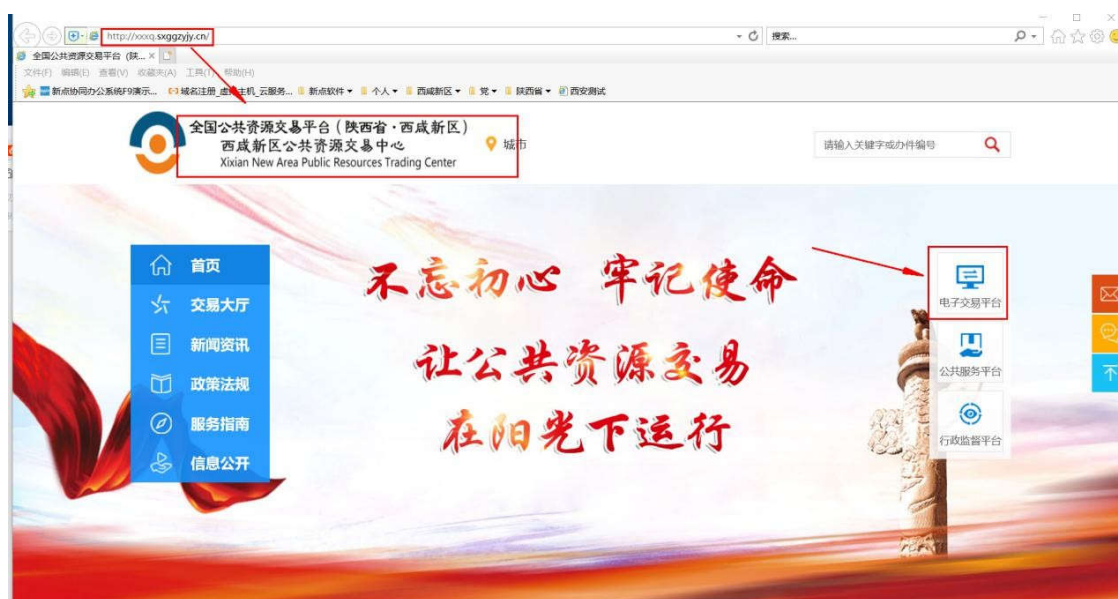 http://xxxq.sxggzyjy.cn/
搜索...
全国公共资源交易平台 (陕...
文件(F) 编辑(E) 查看(V) 收藏夹(A) 工具(T) 帮助(H)
新点协同办公系统F9演示... 域名注册_虚拟主机_云服务... 新点软件 个人 西咸新区 党 陕西省 西安测试
全国公共资源交易平台(陕西省·西咸新区)
西咸新区公共资源交易中心
Xixian New Area Public Resources Trading Center
城市
请输入关键字或办件编号
首页
交易大厅
新闻资讯
政策法规
服务指南
信息公开
不忘初心 牢记使命
让公共资源交易
在阳光下运行
电子交易平台
公共服务平台
行政监督平台